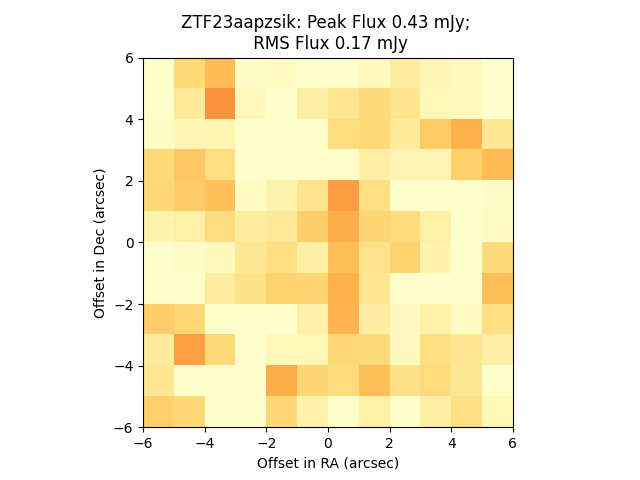 ZTF23aapzsik: Peak Flux 0.43 mJy;
RMS Flux 0.17 mJy
6
4
2
0
−2
−4
−6
Offset in Dec (arcsec)
−6 −4 −2 0 2 4 6
Offset in RA (arcsec)